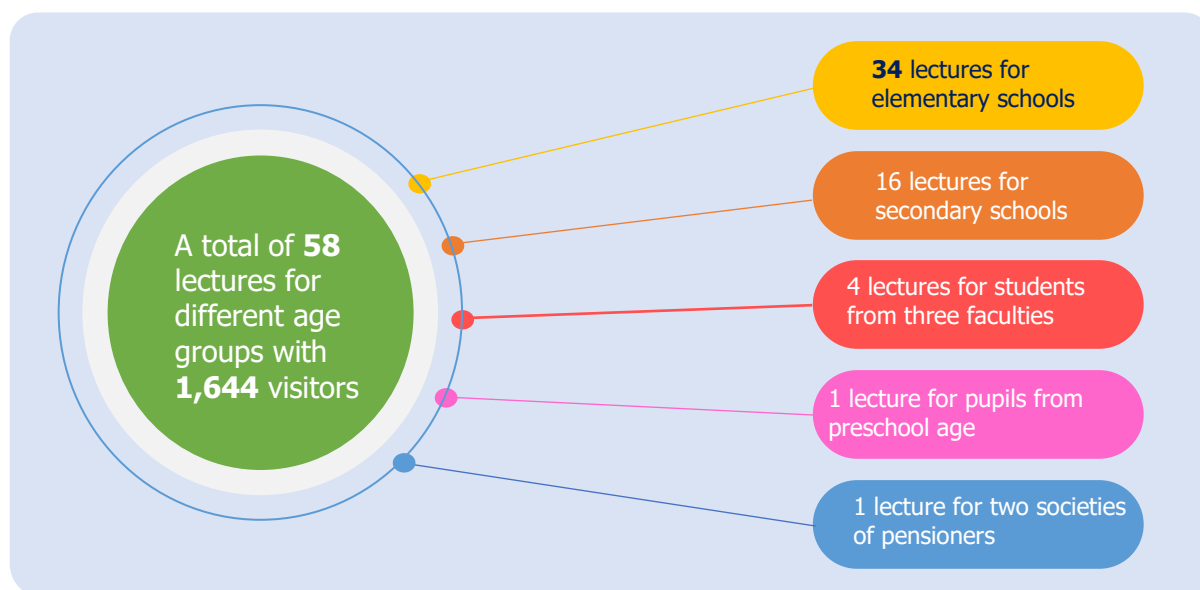 A total of 58
lectures for
different age
groups with
1,644 visitors
34 lectures for
elementary schools
16 lectures for
secondary schools
4 lectures for students
from three faculties
1 lecture for pupils from
preschool age
1 lecture for two societies
of pensioners